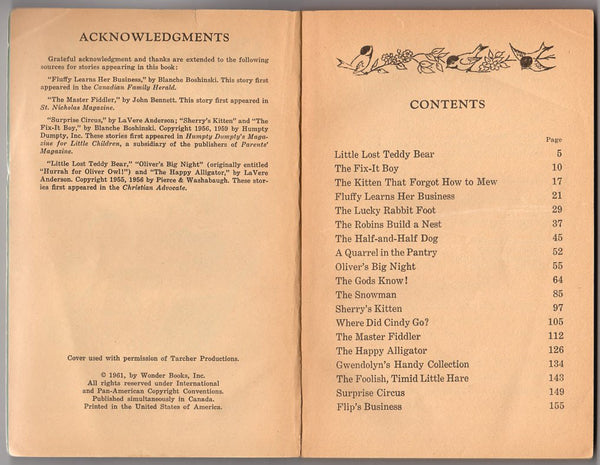 ACKNOWLEDGMENTS
Grateful acknowledgment and thanks are extended to the following
sources for stories appearing in this book:
"Fluffy Learns Her Business," by Blanche Boshinski. This story first
appeared in the Canadian Family Herald.
"The Master Fiddler," by John Bennett. This story first appeared in
St. Nicholas Magazine.
"Surprise Circus," by LaVere Anderson; "Sherry's Kitten" and "The
Fix-It Boy," by Blanche Boshinski. Copyright 1956, 1959 by Humpty
Dumpty, Inc. These stories first appeared in Humpty Dumpty's Maga-
zine for Little Children, a subsidiary of the publishers of Parents'
Magazine.
"Little Lost Teddy Bear," "Oliver's Big Night" (originally entitled
"Hurrah for Oliver Owl!") and "The Happy Alligator," by LaVere
Anderson. Copyright 1955, 1956 by Pierce & Washabaugh. These stor-
ies first appeared in the Christian Advocate.
Cover used with permission of Tarcher Productions.
© 1961, by Wonder Books, Inc.
All rights reserved under International
and Pan-American Copyright Conventions.
Published simultaneously in Canada.
Printed in the United States of America.
CONTENTS
Page
Little Lost Teddy Bear 5
The Fix-It Boy 10
The Kitten That Forgot How to Mew 17
Fluffy Learns Her Business 21
The Lucky Rabbit Foot 29
The Robins Build a Nest 37
The Half-and-Half Dog 45
A Quarrel in the Pantry 52
Oliver's Big Night 55
The Gods Know! 64
The Snowman 85
Sherry's Kitten 97
Where Did Cindy Go? 105
The Master Fiddler 112
The Happy Alligator 126
Gwendolyn's Handy Collection 134
The Foolish, Timid Little Hare 143
Surprise Circus 149
Flip's Business 155